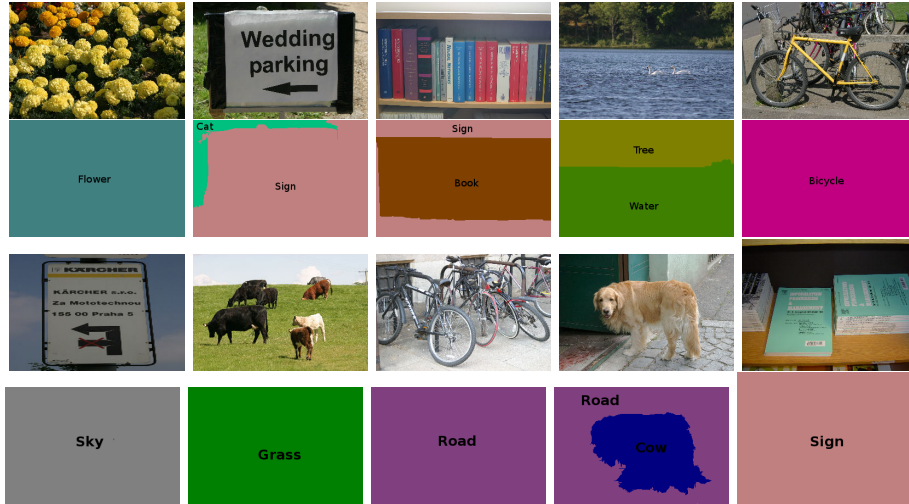 Wedding
parking
Flower
Cat
Sign
Sign
Book
Tree
Water
Bicycle
KÄRCHER
KÄRCHER s.r.o.
Za Mototechnou
155 00 Praha 5
Sky
Grass
Road
Road
Cow
Sign